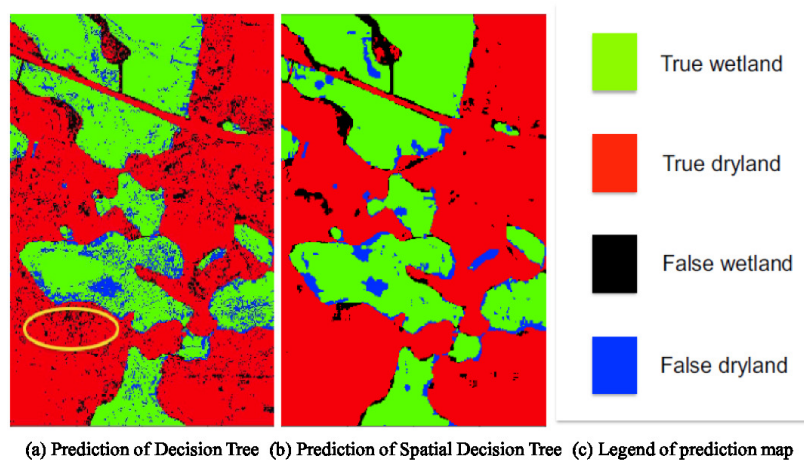 True wetland
True dryland
False wetland
False dryland
(a) Prediction of Decision Tree (b) Prediction of Spatial Decision Tree (c) Legend of prediction map